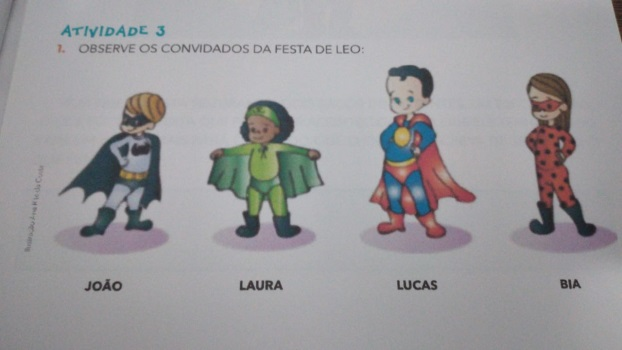 ATIVIDADE 3
1. OBSERVE OS CONVIDADOS DA FESTA DE LEO:
JOÃO LAURA LUCAS BIA